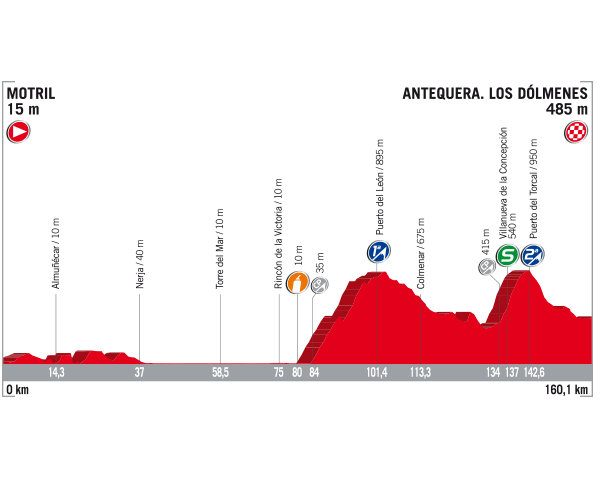 MOTRIL
15 m
ANTEQUERA. LOS DÓLMENES
485 m
Almuñécar / 10 m
Nerja / 40 m
Torre del Mar / 10 m
Rincón de la Victoria / 10 m
10 m
35 m
Puerto del León / 895 m
Colmenar / 675 m
415 m
Villanueva de la Concepción
540 m
Puerto del Torcal / 950 m
1ª
S
2ª
14,3
37
58,5
75
80
84
101,4
113,3
134
137
142,6
0 km
160,1 km